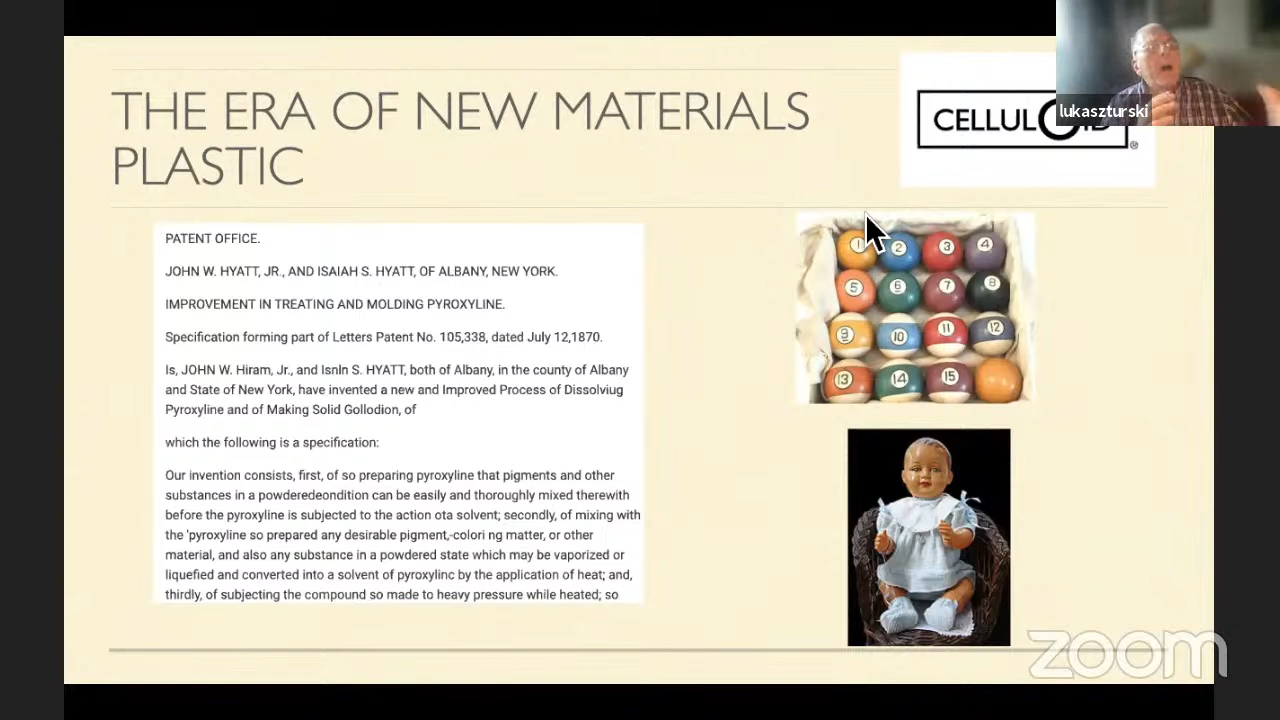 THE ERA OF NEW MATERIALS
PLASTIC
CELLULOID
lukaszturski
PATENT OFFICE.
JOHN W. HYATT, JR., AND ISAIAH S. HYATT, OF ALBANY, NEW YORK.
IMPROVEMENT IN TREATING AND MOLDING PYROXYLINE.
Specification forming part of Letters Patent No. 105,338, dated July 12,1870.
Is, JOHN W. Hiram, Jr., and Isnln S. HYATT, both of Albany, in the county of Albany
and State of New York, have invented a new and Improved Process of Dissolviug
Pyroxyline and of Making Solid Gollodion, of
which the following is a specification:
Our invention consists, first, of so preparing pyroxyline that pigments and other
substances in a powderedeondition can be easily and thoroughly mixed therewith
before the pyroxyline is subjected to the action ota solvent; secondly, of mixing with
the 'pyroxyline so prepared any desirable pigment,-colori ng matter, or other
material, and also any substance in a powdered state which may be vaporized or
liquefied and converted into a solvent of pyroxylinc by the application of heat; and,
thirdly, of subjecting the compound so made to heavy pressure while heated; so
1 2 3 4
5 6 7 8
9 10 11 12
13 14 15
zoom